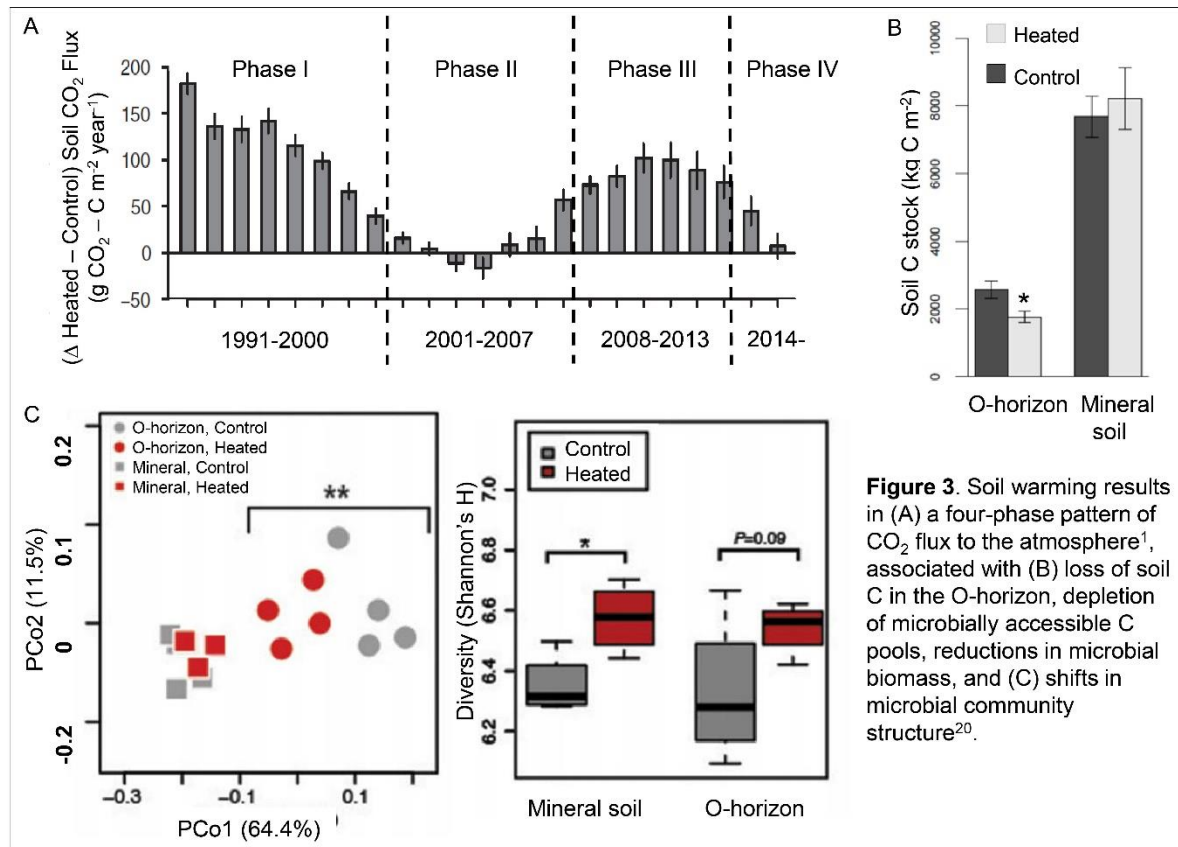 A
(Δ Heated – Control) Soil CO2 Flux
(g CO2 – C m-2 year-1)
200
150
100
50
0
–50
Phase I
Phase II
Phase III
Phase IV
1991-2000
2001-2007
2008-2013
2014-
B
Soil C stock (kg C m-2)
10000
8000
6000
4000
2000
0
Heated
Control
*
O-horizon
Mineral
soil
C
O-horizon, Control
O-horizon, Heated
Mineral, Control
Mineral, Heated
**
PCo2 (11.5%)
0.2
0.1
0
-0.2
–0.3
–0.1
0.1
PCo1 (64.4%)
Diversity (Shannon's H)
7.0
6.8
6.6
6.4
6.2
Control
Heated
*
P=0.09
Mineral soil
O-horizon
Figure 3. Soil warming results
in (A) a four-phase pattern of
CO2 flux to the atmosphere1,
associated with (B) loss of soil
C in the O-horizon, depletion
of microbially accessible C
pools, reductions in microbial
biomass, and (C) shifts in
microbial community
structure20.